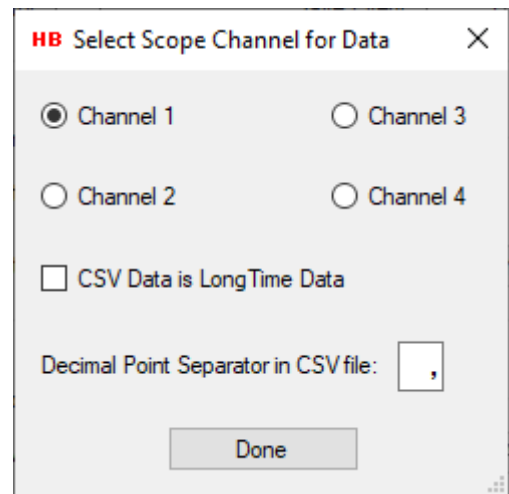 HB Select Scope Channel for Data
Channel 1 Channel 3
Channel 2 Channel 4
CSV Data is LongTime Data
Decimal Point Separator in CSV file: ,
Done